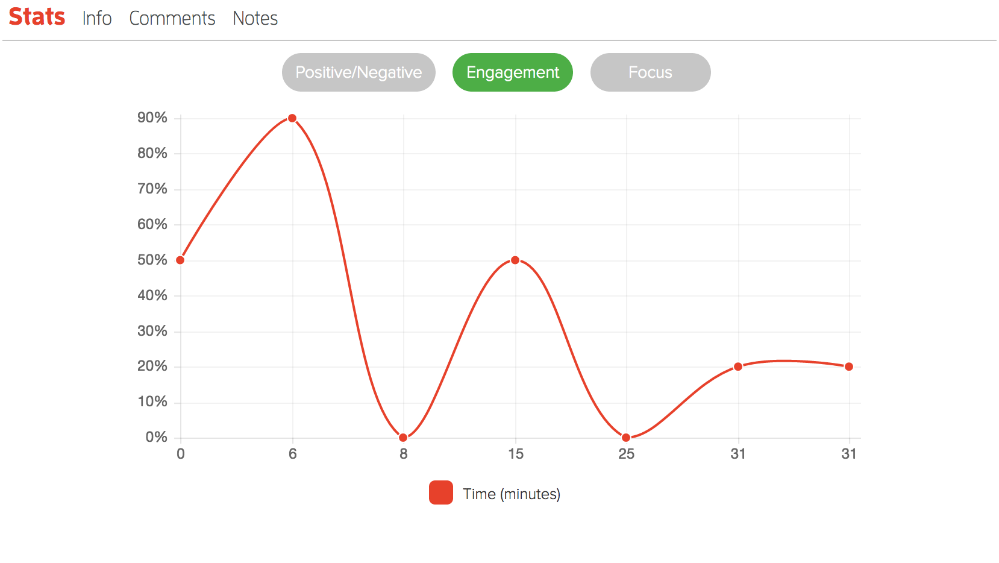 Stats Info Comments Notes
Positive/Negative Engagement Focus
90%
80%
70%
60%
50%
40%
30%
20%
10%
0%
0 6 8 15 25 31 31
Time (minutes)